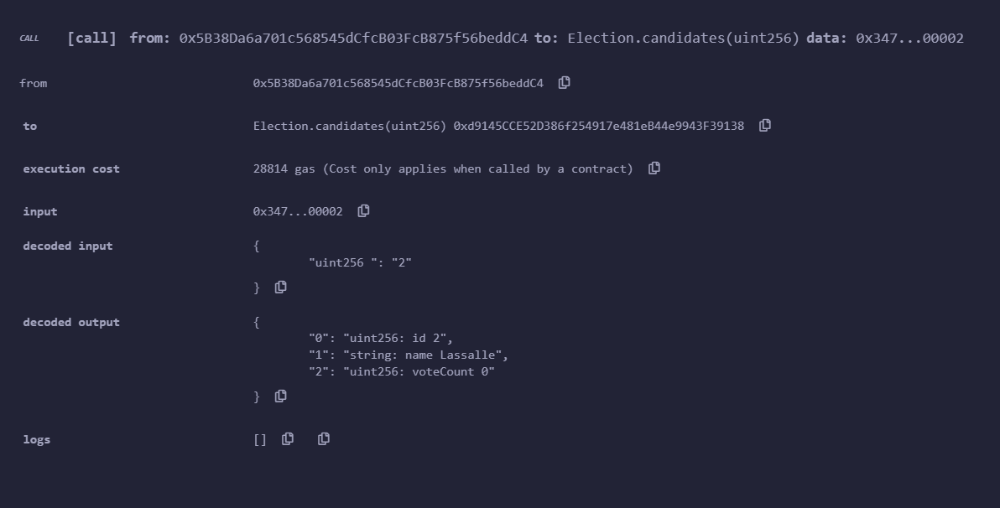 CALL [call] from: 0x5B38Da6a701c568545dCfcB03FcB875f56beddC4 to: Election.candidates(uint256) data: 0x347...00002
from 0x5B38Da6a701c568545dCfcB03FcB875f56beddC4
to Election.candidates(uint256) 0xd9145CCE52D386f254917e481eB44e9943F39138
execution cost 28814 gas (Cost only applies when called by a contract)
input 0x347...00002
decoded input {
"uint256 ": "2"
}
decoded output {
"0": "uint256: id 2",
"1": "string: name Lassalle",
"2": "uint256: voteCount 0"
}
logs []